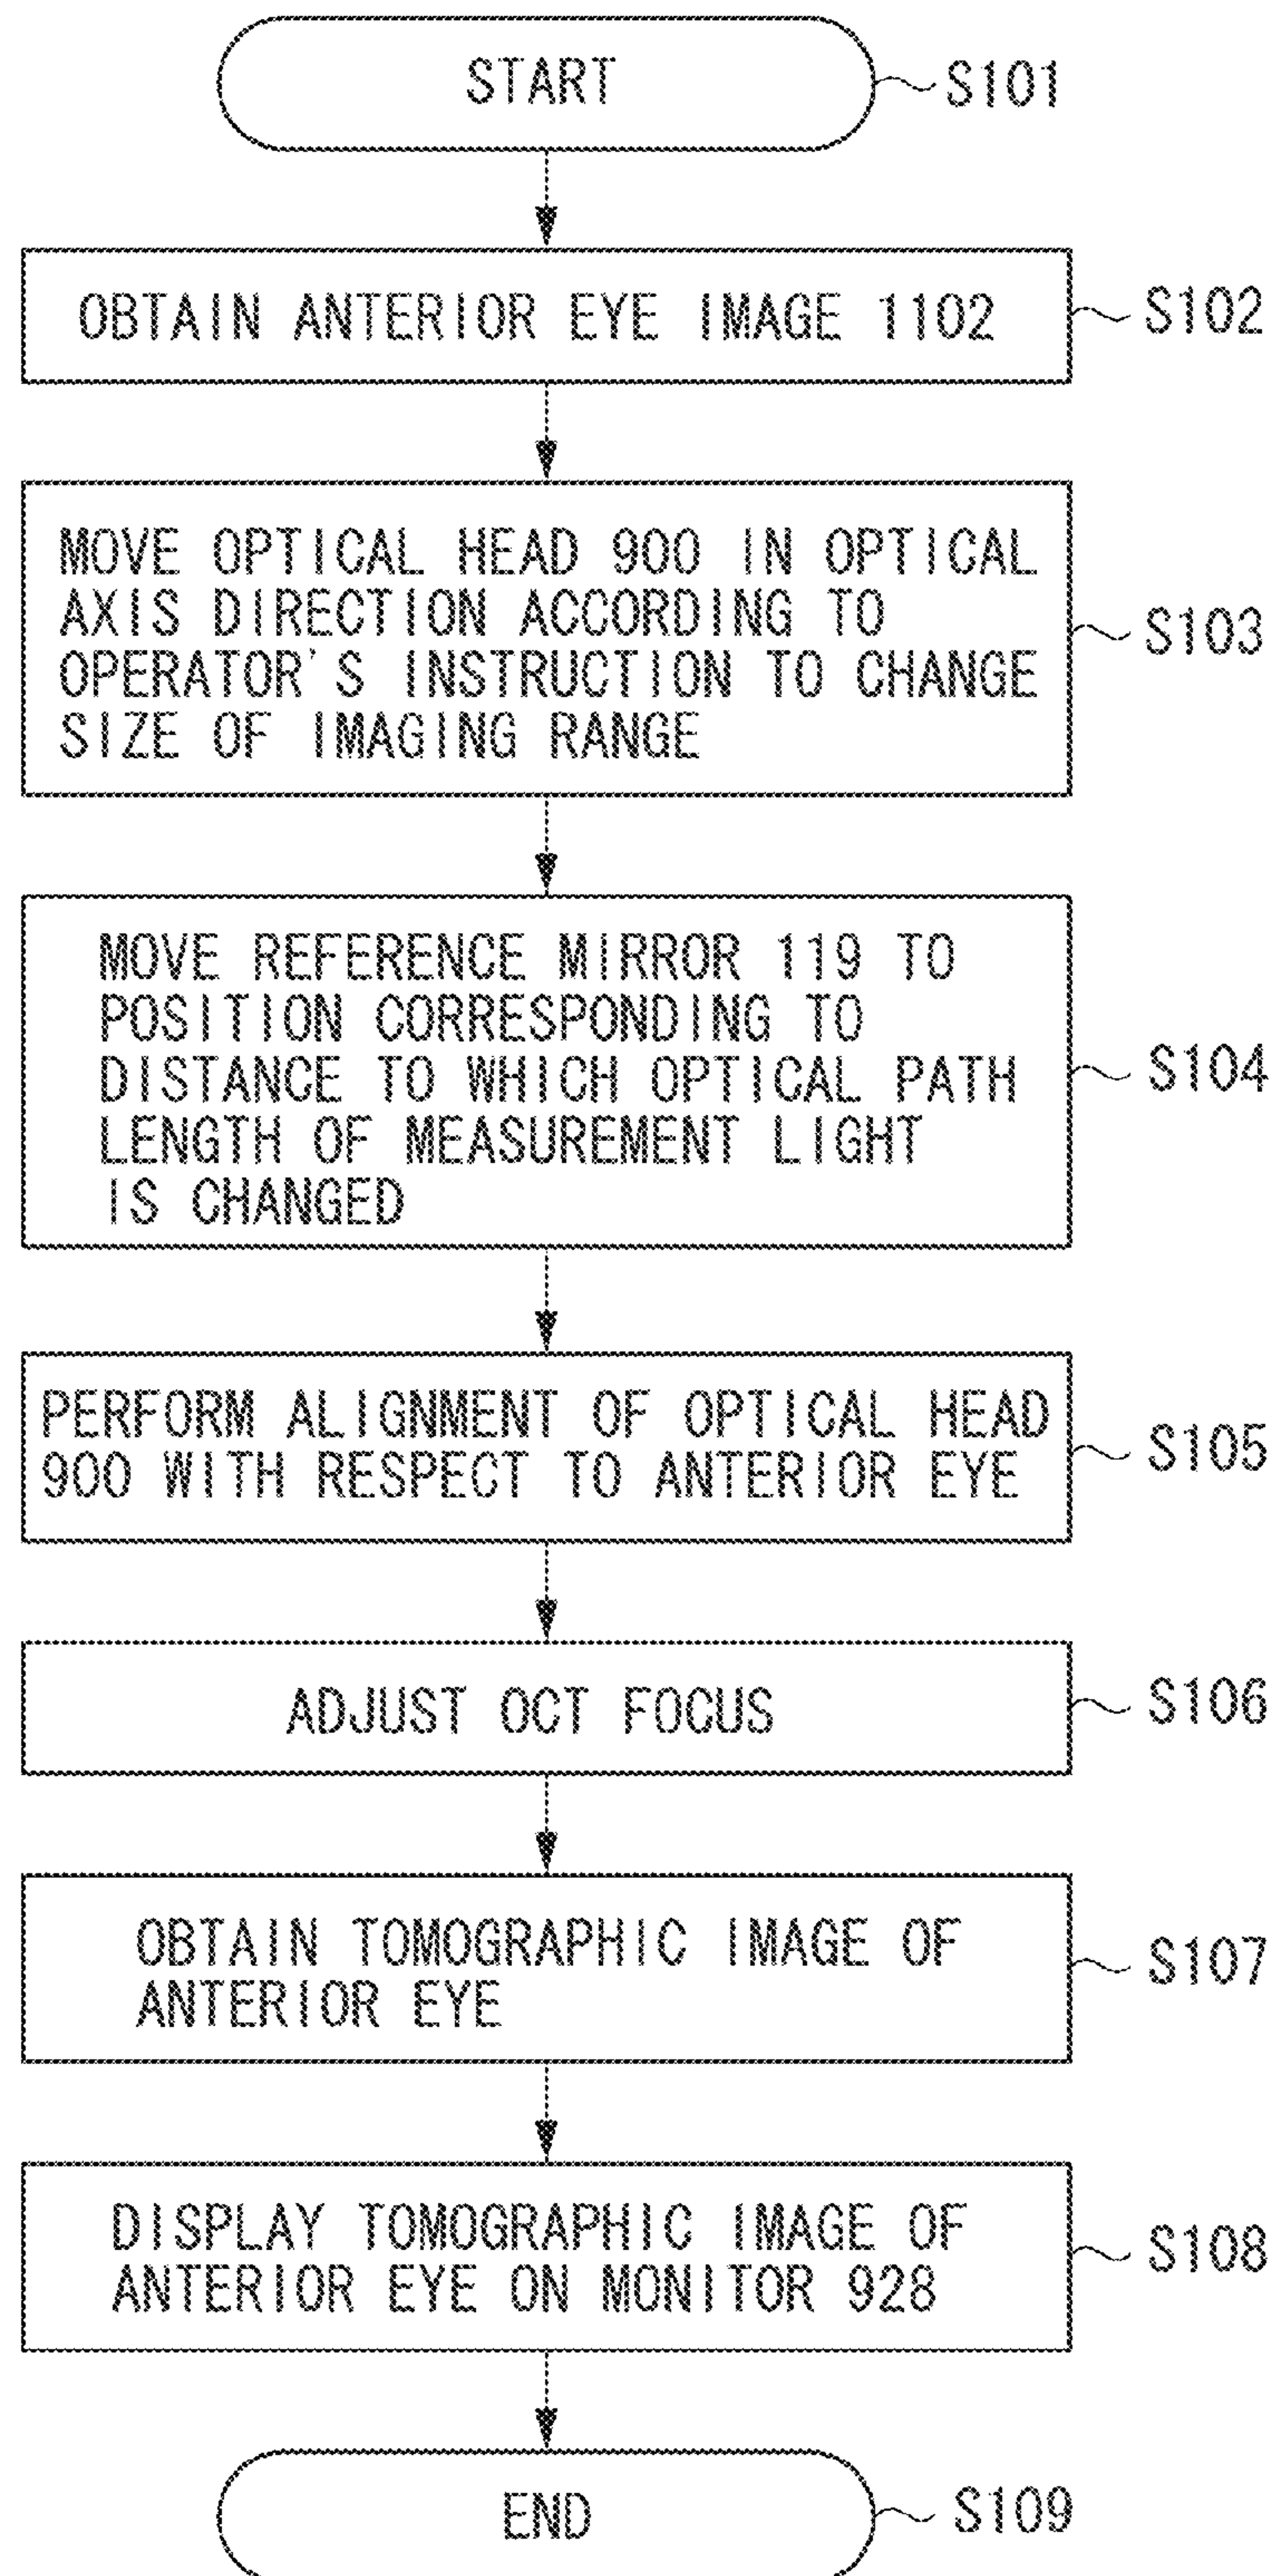 START
S101
OBTAIN ANTERIOR EYE IMAGE 1102
S102
MOVE OPTICAL HEAD 900 IN OPTICAL
AXIS DIRECTION ACCORDING TO
OPERATOR'S INSTRUCTION TO CHANGE
SIZE OF IMAGING RANGE
S103
MOVE REFERENCE MIRROR 119 TO
POSITION CORRESPONDING TO
DISTANCE TO WHICH OPTICAL PATH
LENGTH OF MEASUREMENT LIGHT
IS CHANGED
S104
PERFORM ALIGNMENT OF OPTICAL HEAD
900 WITH RESPECT TO ANTERIOR EYE
S105
ADJUST OCT FOCUS
S106
OBTAIN TOMOGRAPHIC IMAGE OF
ANTERIOR EYE
S107
DISPLAY TOMOGRAPHIC IMAGE OF
ANTERIOR EYE ON MONITOR 928
S108
END
S109